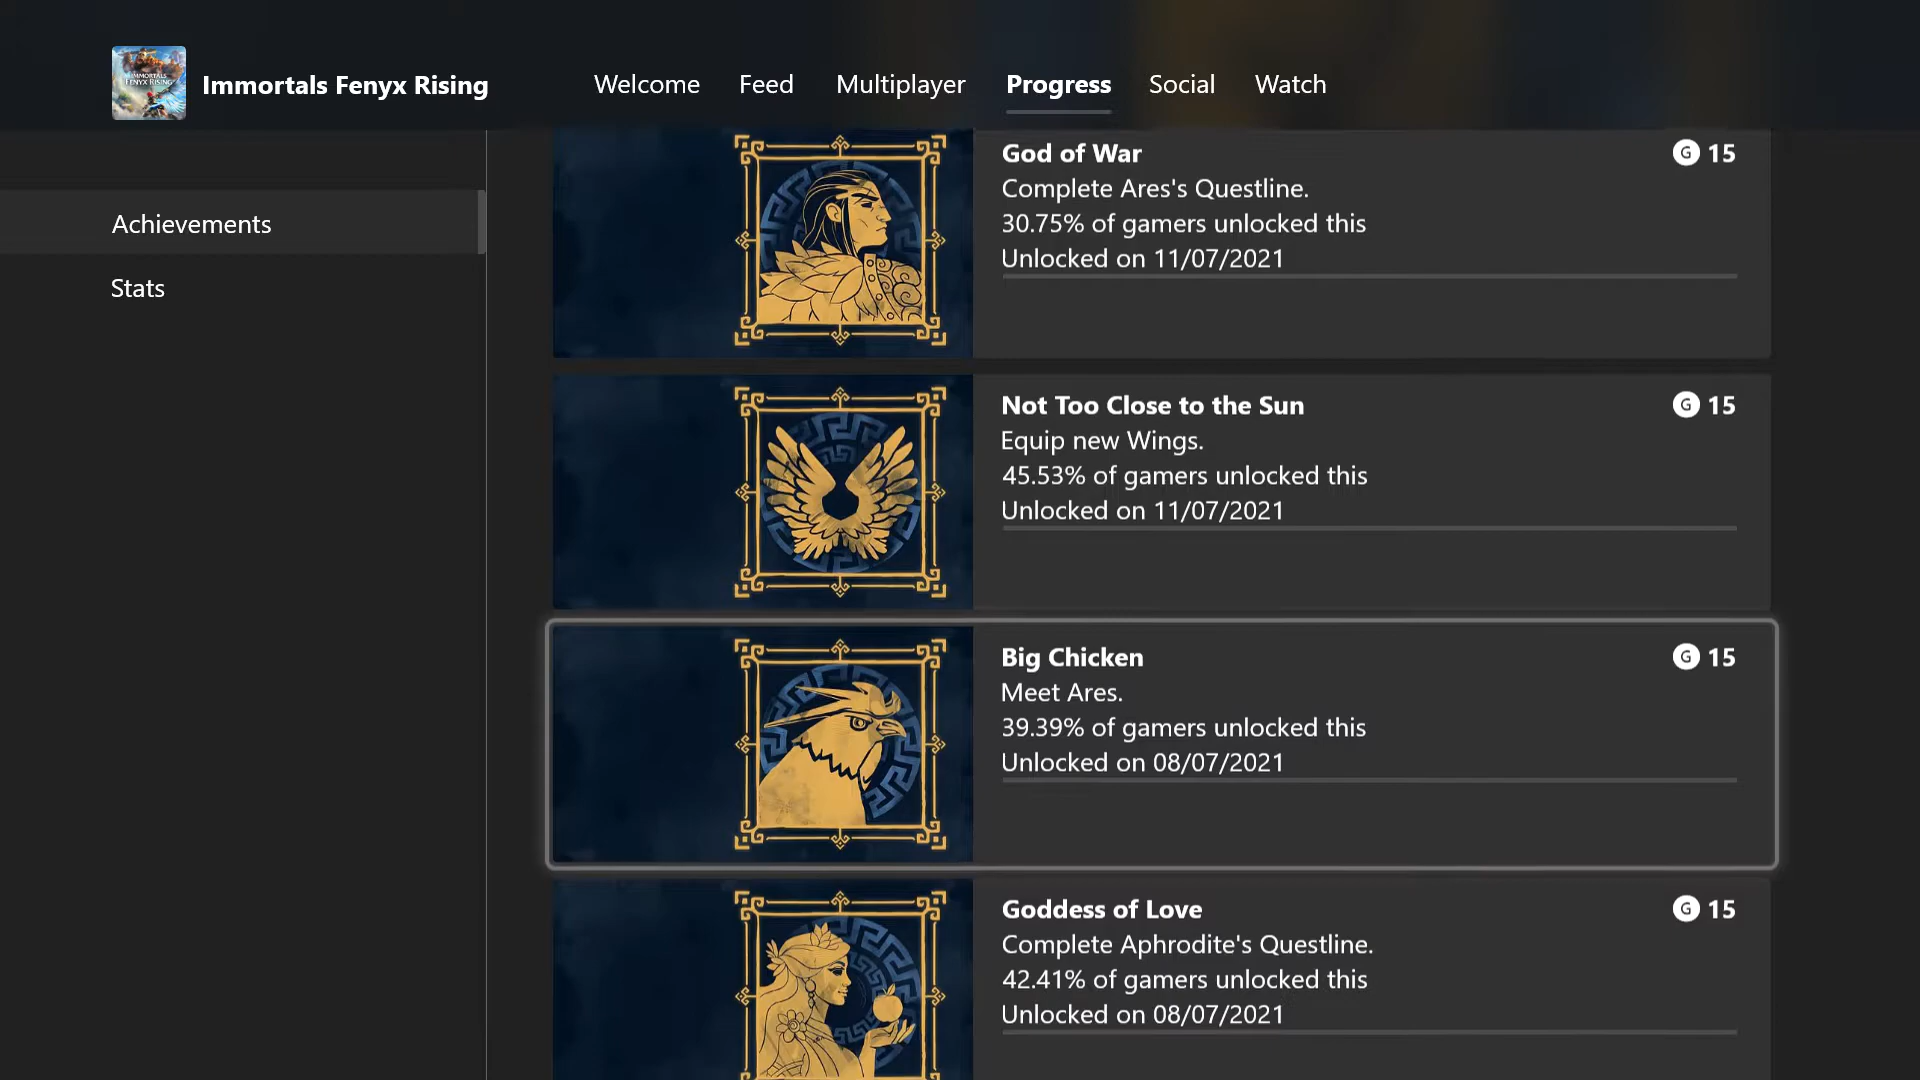 IMMORTALS
FENYX RISING
Immortals Fenyx Rising
Welcome
Feed
Multiplayer
Progress
Social
Watch
Achievements
Stats
God of War
G 15
Complete Ares's Questline.
30.75% of gamers unlocked this
Unlocked on 11/07/2021
Not Too Close to the Sun
G 15
Equip new Wings.
45.53% of gamers unlocked this
Unlocked on 11/07/2021
Big Chicken
G 15
Meet Ares.
39.39% of gamers unlocked this
Unlocked on 08/07/2021
Goddess of Love
G 15
Complete Aphrodite's Questline.
42.41% of gamers unlocked this
Unlocked on 08/07/2021